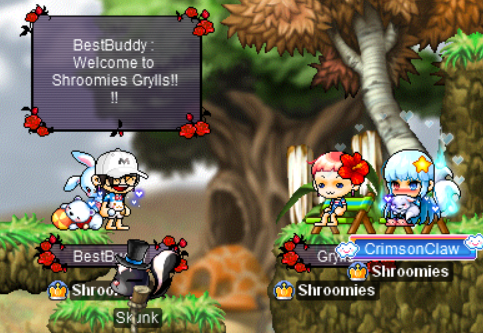 BestBuddy :
Welcome to
Shroomies Grylls!!
!!
M
CrimsonClaw
Shroomies
Shroomies
Skunk